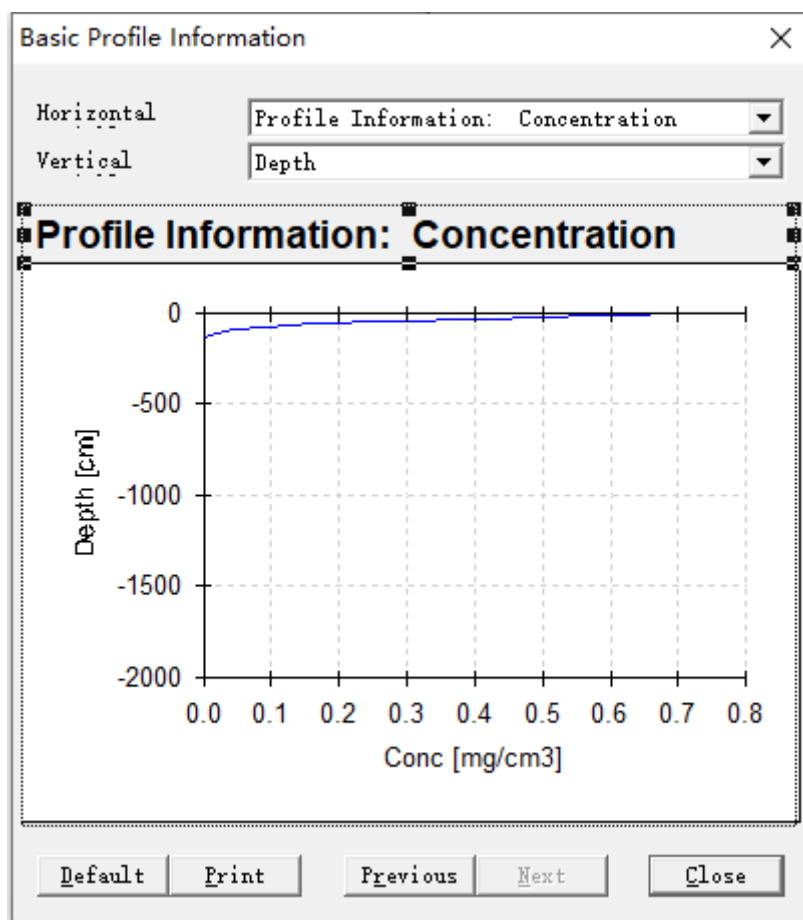 Basic Profile Information
Horizontal
Profile Information:  Concentration
Vertical
Depth
Profile Information:  Concentration
0
-500
-1000
-1500
-2000
Depth [cm]
0.0 0.1 0.2 0.3 0.4 0.5 0.6 0.7 0.8
Conc [mg/cm3]
Default Print Previous Next Close